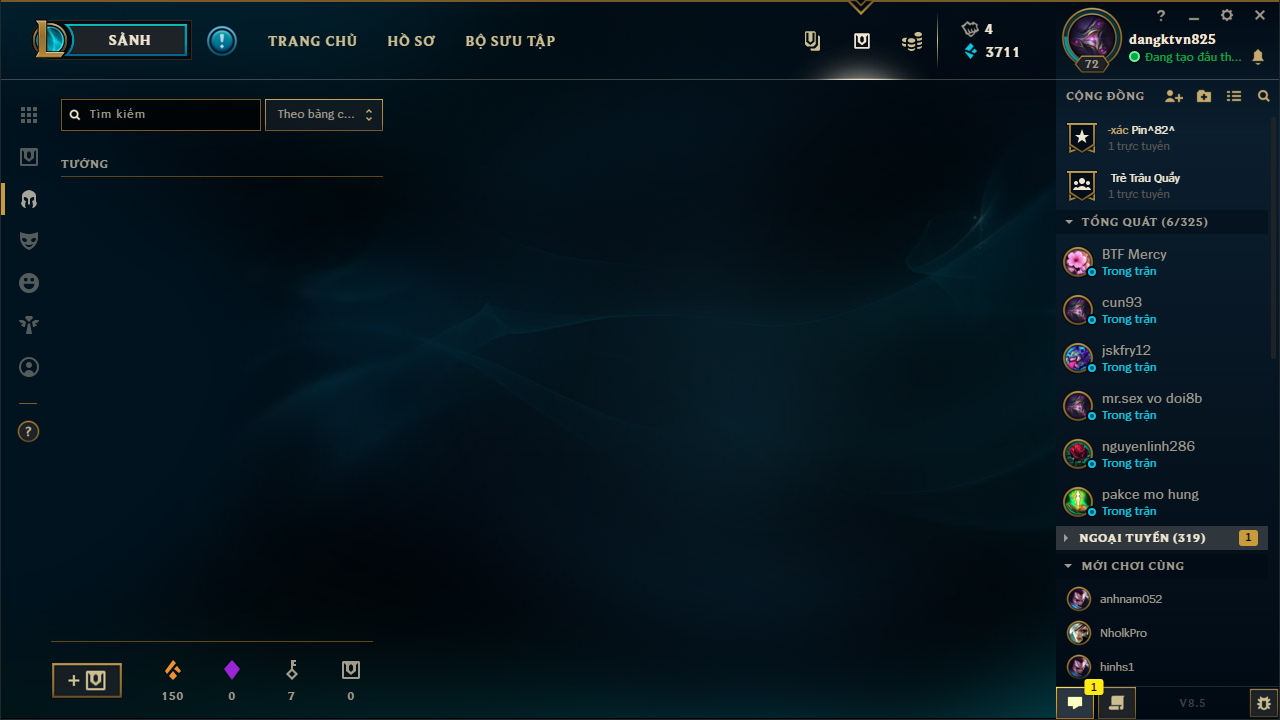 SẢNH
TRANG CHỦ
HỒ SƠ
BỘ SƯU TẬP
4
3711
72
dangktvn825
Đang tạo đấu th...
Tìm kiếm
Theo bảng c...
TƯỚNG
150
0
7
0
CỘNG ĐỒNG
-xác Pin^82^
1 trực tuyến
Trẻ Trâu Quẩy
1 trực tuyến
TỔNG QUÁT (6/325)
BTF Mercy
Trong trận
cun93
Trong trận
jskfry12
Trong trận
mr.sex vo doi8b
Trong trận
nguyenlinh286
Trong trận
pakce mo hung
Trong trận
NGOẠI TUYẾN (319)
1
MỚI CHƠI CÙNG
anhnam052
NholkPro
hinhs1
1
V8.5